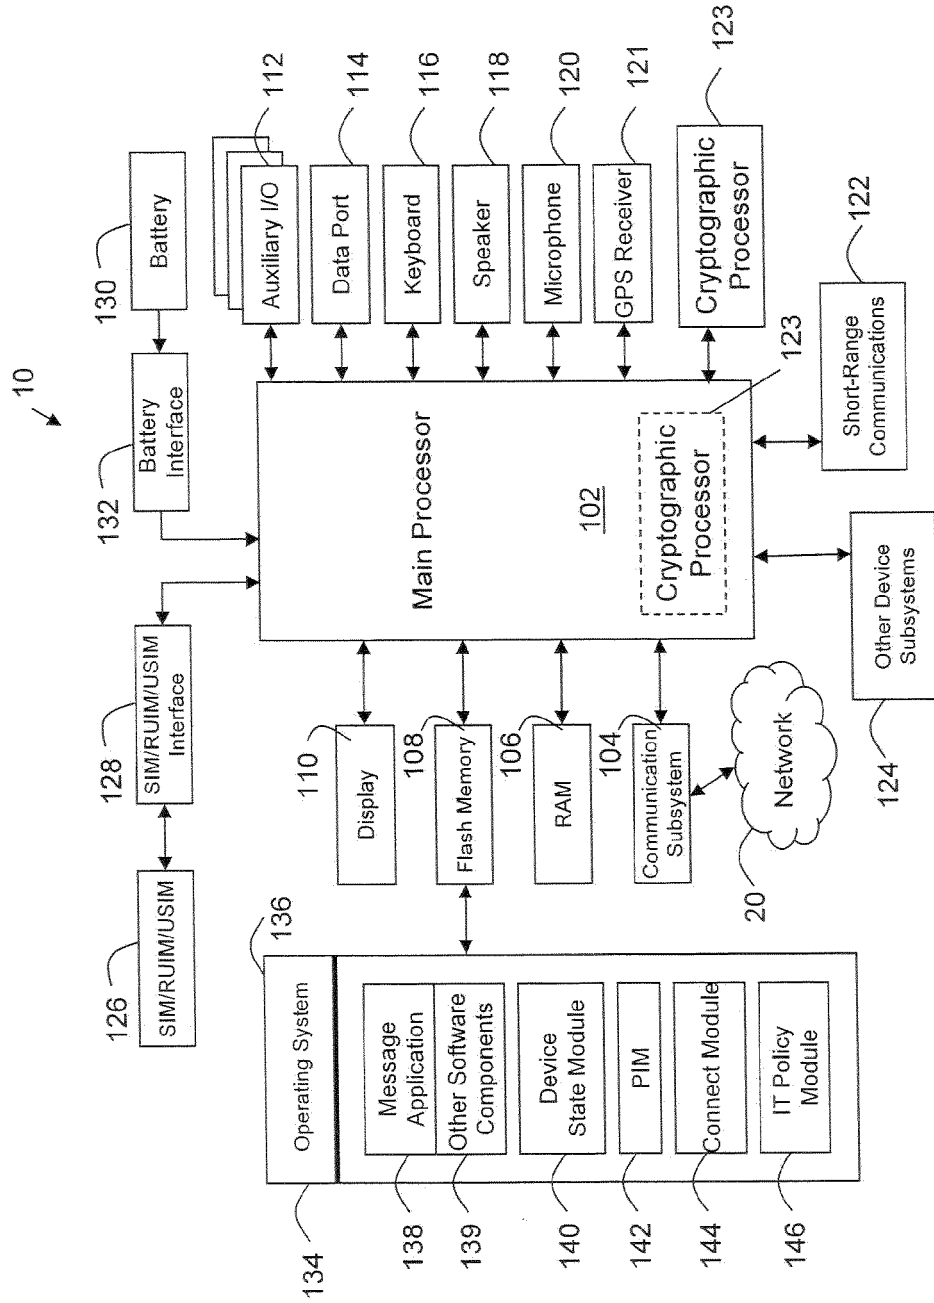 10
126
SIM/RUIM/USIM
128
SIM/RUIM/USIM
Interface
132
Battery
Interface
130
Battery
134
Operating System
136
138
Message
Application
139
Other Software
Components
140
Device
State Module
142
PIM
144
Connect Module
146
IT Policy
Module
110
Display
108
Flash Memory
106
RAM
104
Communication
Subsystem
20
Network
Main Processor
102
Cryptographic
Processor
123
Auxiliary I/O
112
Data Port
114
Keyboard
116
Speaker
118
Microphone
120
GPS Receiver
121
Cryptographic
Processor
123
Short-Range
Communications
122
Other Device
Subsystems
124